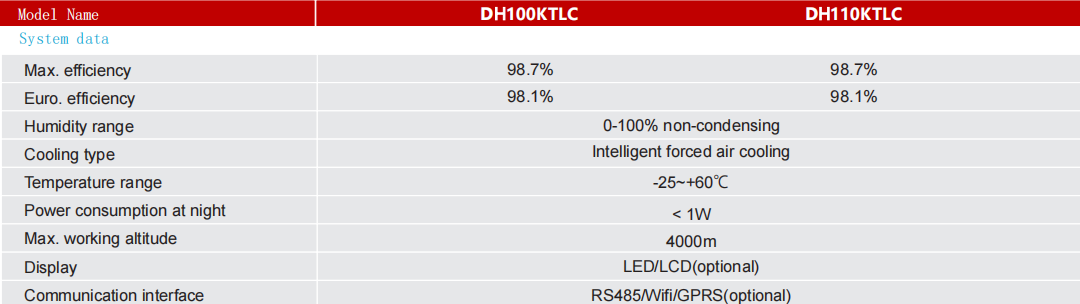 Model Name DH100KTLC DH110KTLC
System data
Max. efficiency 98.7% 98.7%
Euro. efficiency 98.1% 98.1%
Humidity range 0-100% non-condensing
Cooling type Intelligent forced air cooling
Temperature range -25~+60℃
Power consumption at night < 1W
Max. working altitude 4000m
Display LED/LCD(optional)
Communication interface RS485/Wifi/GPRS(optional)